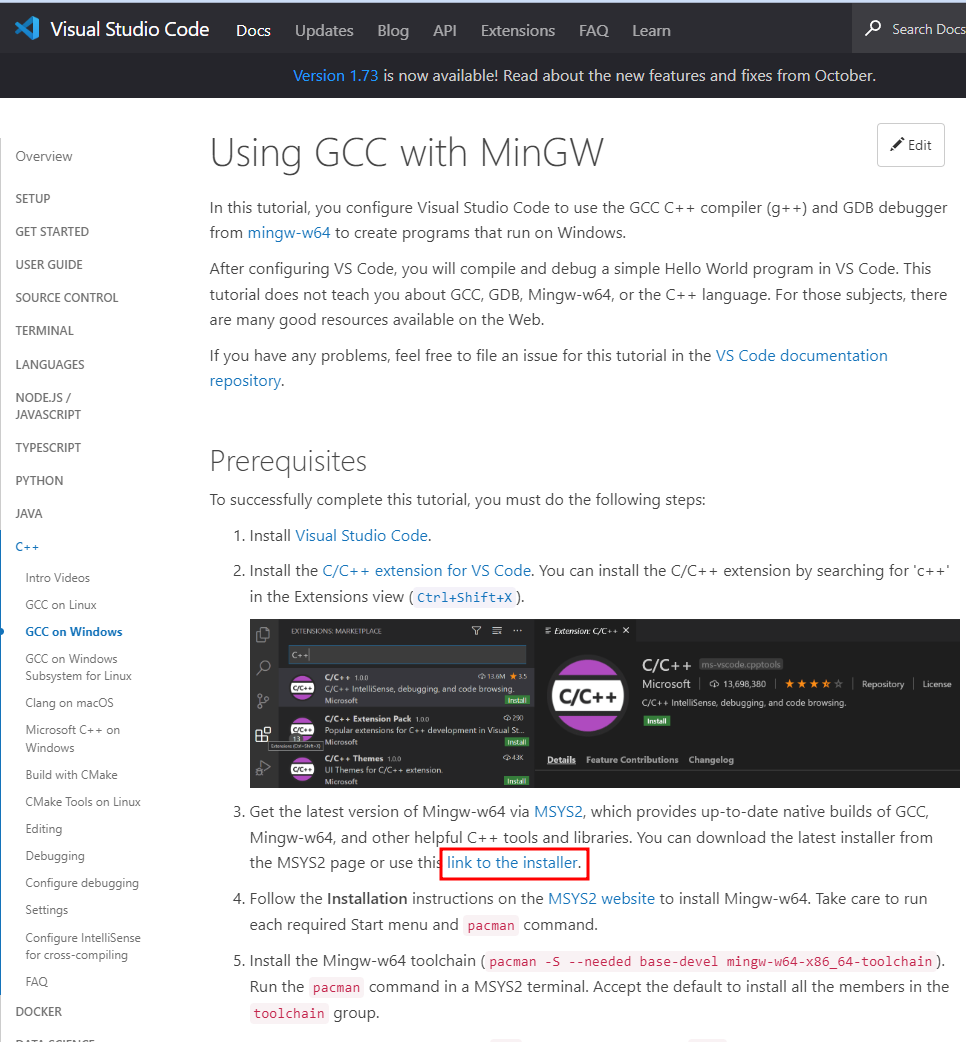 Visual Studio Code Docs Updates Blog API Extensions FAQ Learn Search Docs
Version 1.73 is now available! Read about the new features and fixes from October.
Overview
SETUP
GET STARTED
USER GUIDE
SOURCE CONTROL
TERMINAL
LANGUAGES
NODE.JS /
JAVASCRIPT
TYPESCRIPT
PYTHON
JAVA
C++
Intro Videos
GCC on Linux
GCC on Windows
GCC on Windows
Subsystem for Linux
Clang on macOS
Microsoft C++ on
Windows
Build with CMake
CMake Tools on Linux
Editing
Debugging
Configure debugging
Settings
Configure IntelliSense
for cross-compiling
FAQ
DOCKER
DATA SCIENCE
Using GCC with MinGW
Edit
In this tutorial, you configure Visual Studio Code to use the GCC C++ compiler (g++) and GDB debugger
from mingw-w64 to create programs that run on Windows.
After configuring VS Code, you will compile and debug a simple Hello World program in VS Code. This
tutorial does not teach you about GCC, GDB, Mingw-w64, or the C++ language. For those subjects, there
are many good resources available on the Web.
If you have any problems, feel free to file an issue for this tutorial in the VS Code documentation
repository.
Prerequisites
To successfully complete this tutorial, you must do the following steps:
1. Install Visual Studio Code.
2. Install the C/C++ extension for VS Code. You can install the C/C++ extension by searching for 'c++'
in the Extensions view (Ctrl+Shift+X).
EXTENSIONS: MARKETPLACE
C++
C/C++ 1.0.0 13.6M 3.5
C/C++ IntelliSense, debugging, and code browsing.
Microsoft Install
C/C++
C/C++ Extension Pack 1.0.0 290
Popular extensions for C++ development in Visual St...
Microsoft Install
C/C++
13
Extensions (Ctrl+Shift+X)
C/C++ Themes 1.0.0 43K
UI Themes for C/C++ extension.
Microsoft Install
C/C++
Extension: C/C++
C/C++
C/C++ ms-vscode.cpptools
Microsoft 13,698,380 Repository License
C/C++ IntelliSense, debugging, and code browsing.
Install
Details Feature Contributions Changelog
3. Get the latest version of Mingw-w64 via MSYS2, which provides up-to-date native builds of GCC,
Mingw-w64, and other helpful C++ tools and libraries. You can download the latest installer from
the MSYS2 page or use this link to the installer.
4. Follow the Installation instructions on the MSYS2 website to install Mingw-w64. Take care to run
each required Start menu and pacman command.
5. Install the Mingw-w64 toolchain (pacman -S --needed base-devel mingw-w64-x86_64-toolchain).
Run the pacman command in a MSYS2 terminal. Accept the default to install all the members in the
toolchain group.